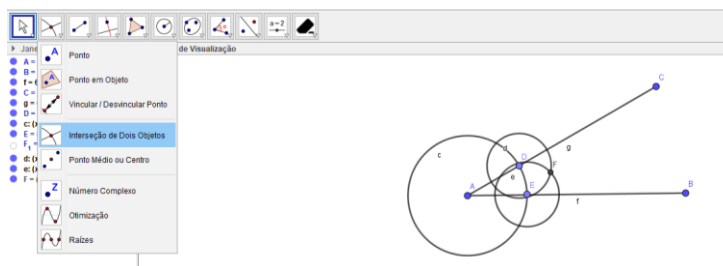 a=2
Jane
de Visualização
A =
B =
f = 6
C =
g =
D =
c: (x
E =
F₁ =
d: (x
e: (x
F =
A
Ponto
A
Ponto em Objeto
Vincular / Desvincular Ponto
Interseção de Dois Objetos
Ponto Médio ou Centro
Z
Número Complexo
Otimização
Raízes
C
c
d
g
D
F
e
A
E
B
f